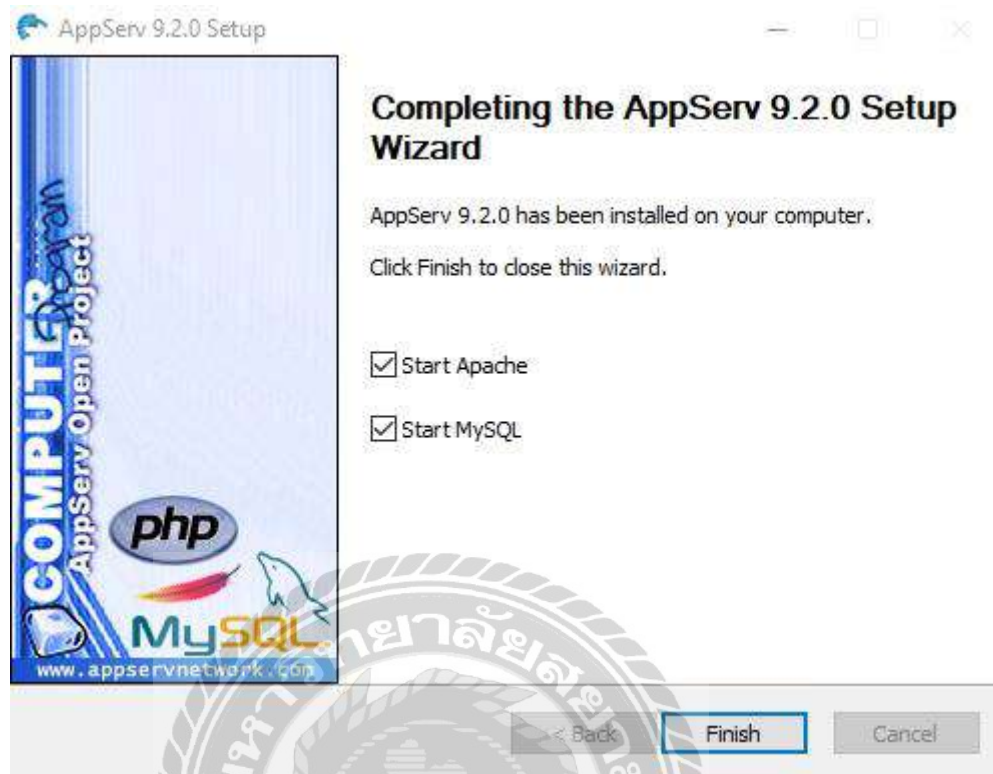 AppServ 9.2.0 Setup
Completing the AppServ 9.2.0 Setup
Wizard
AppServ 9.2.0 has been installed on your computer.
Click Finish to close this wizard.
Start Apache
Start MySQL
COMPUTER
Program
AppServ Open Project
php
MySQL
www.appservnetwork.com
< Back
Finish
Cancel